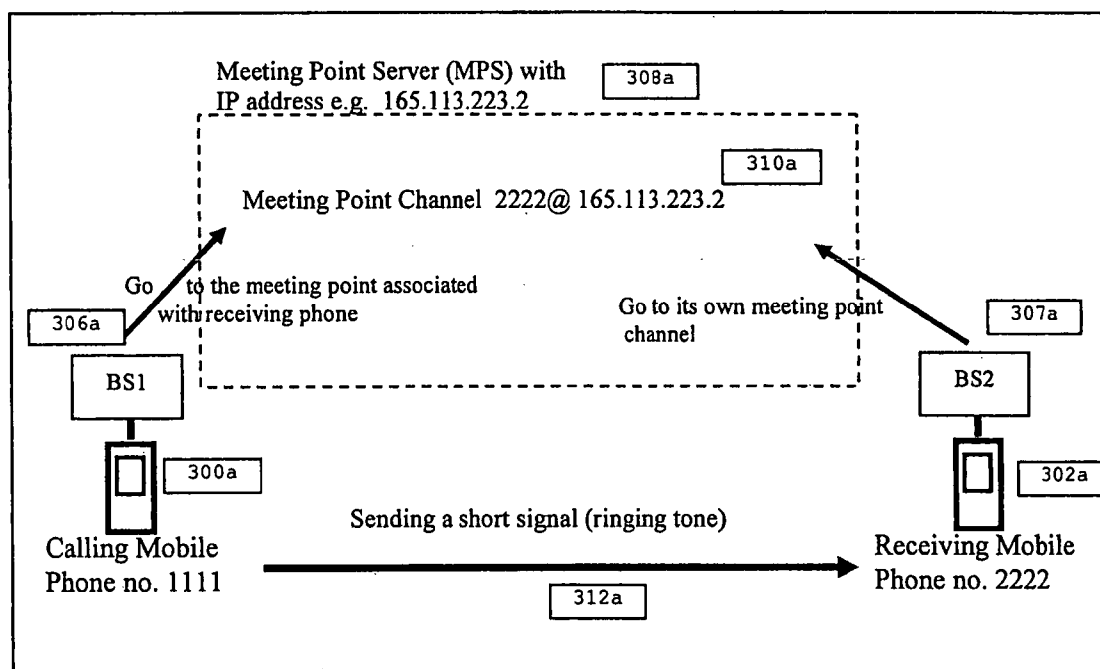 Meeting Point Server (MPS) with
IP address e.g. 165.113.223.2
308a
310a
Meeting Point Channel 2222@ 165.113.223.2
Go to the meeting point associated
with receiving phone
306a
Go to its own meeting point
channel
307a
BS1
BS2
300a
302a
Sending a short signal (ringing tone)
Calling Mobile
Phone no. 1111
Receiving Mobile
Phone no. 2222
312a